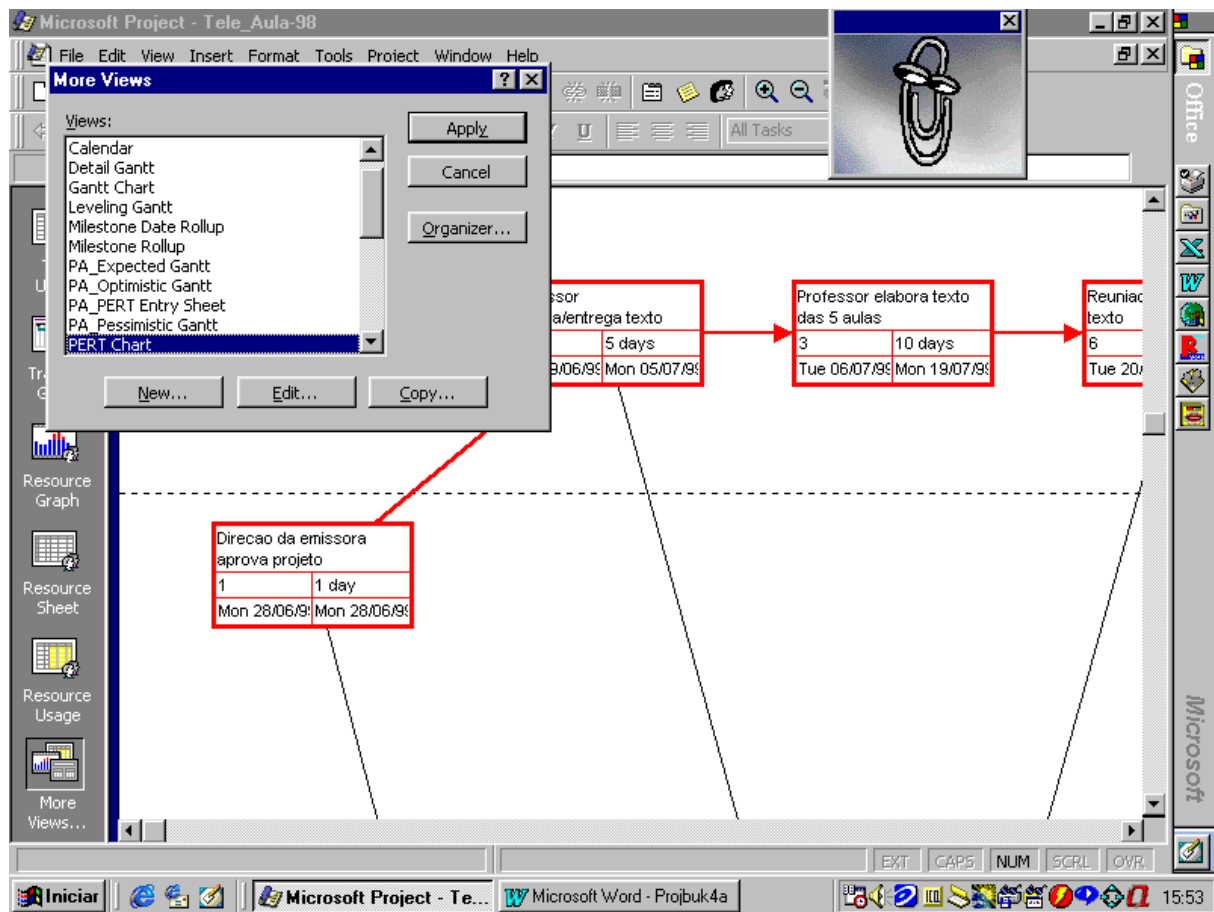 Microsoft Project - Tele_Aula-98
File Edit View Insert Format Tools Project Window Help
More Views
Views:
Calendar
Detail Gantt
Gantt Chart
Leveling Gantt
Milestone Date Rollup
Milestone Rollup
PA_Expected Gantt
PA_Optimistic Gantt
PA_PERT Entry Sheet
PA_Pessimistic Gantt
PERT Chart
Apply
Cancel
Organizer...
New...
Edit...
Copy...
U
All Tasks
Office
ssor
a/entrega texto
5 days
9/06/99 Mon 05/07/99
Professor elabora texto
das 5 aulas
3 10 days
Tue 06/07/99 Mon 19/07/99
Reuniao
texto
6
Tue 20/
Direcao da emissora
aprova projeto
1 1 day
Mon 28/06/9 Mon 28/06/99
Resource
Graph
Resource
Sheet
Resource
Usage
More
Views...
Microsoft
EXT CAPS NUM SCRL OVR
Iniciar
Microsoft Project - Te...
Microsoft Word - Projbuk4a
15:53